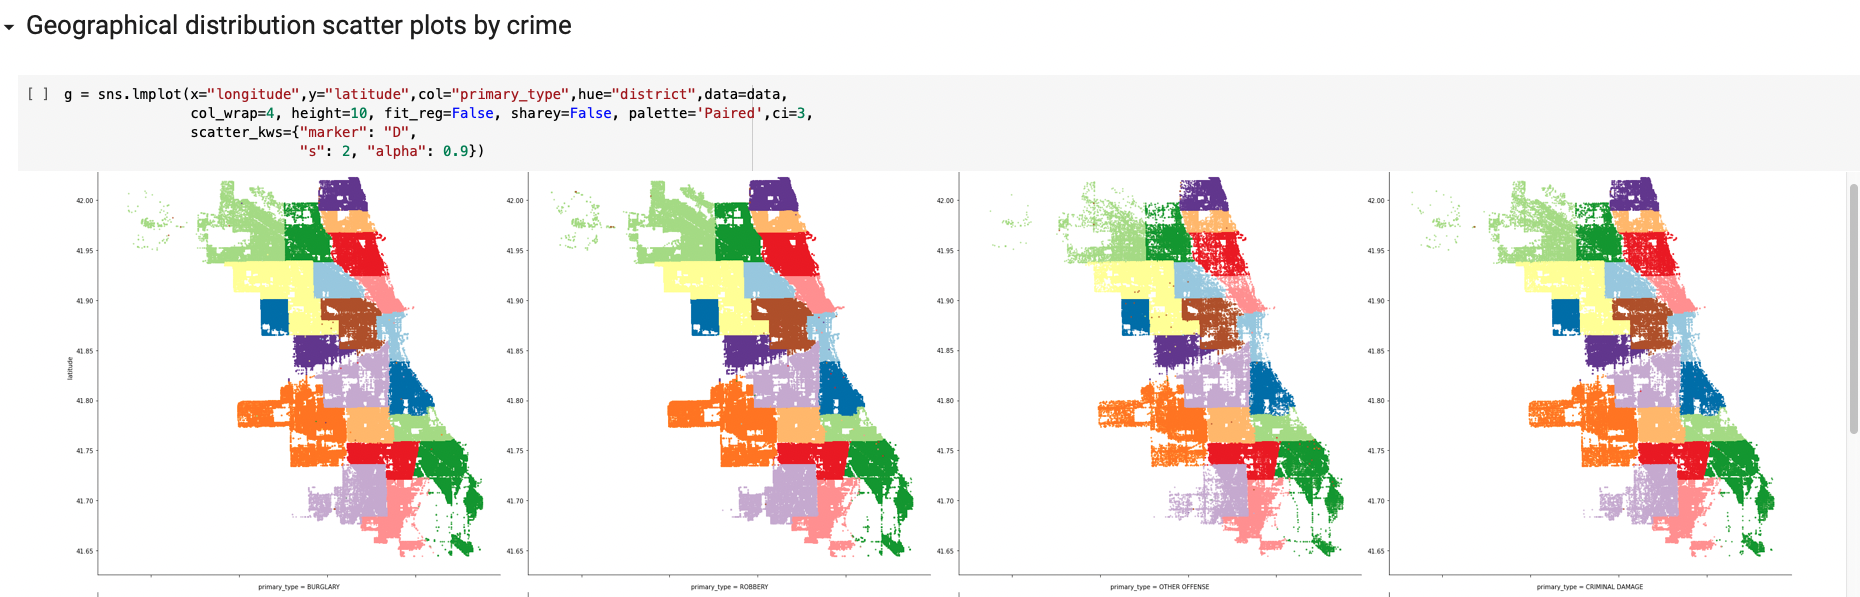 Geographical distribution scatter plots by crime
[ ] g = sns.lmplot(x="longitude",y="latitude",col="primary_type",hue="district",data=data,
col_wrap=4, height=10, fit_reg=False, sharey=False, palette='Paired',ci=3,
scatter_kws={"marker": "D",
"s": 2, "alpha": 0.9})
42.00 42.00 42.00 42.00
41.95 41.95 41.95 41.95
41.90 41.90 41.90 41.90
41.85 41.85 41.85 41.85
latitude
41.80 41.80 41.80 41.80
41.75 41.75 41.75 41.75
41.70 41.70 41.70 41.70
41.65 41.65 41.65 41.65
primary_type = BURGLARY primary_type = ROBBERY primary_type = OTHER OFFENSE primary_type = CRIMINAL DAMAGE